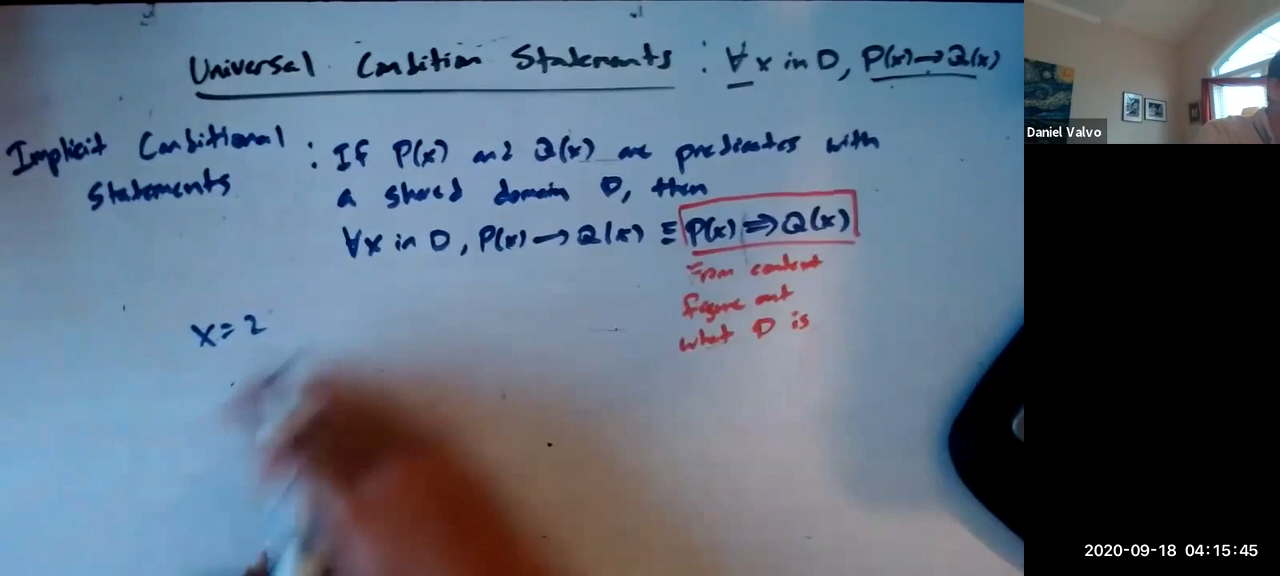 Universal Condition Statements : ∀ x in D, P(x) → Q(x)
Implicit Conditional Statements : If P(x) and Q(x) are predicates with
a shared domain D, then
∀x in D, P(x) → Q(x) ≡ P(x) ⇒ Q(x)
From context
figure out
what D is
x = 2
Daniel Valvo
2020-09-18 04:15:45